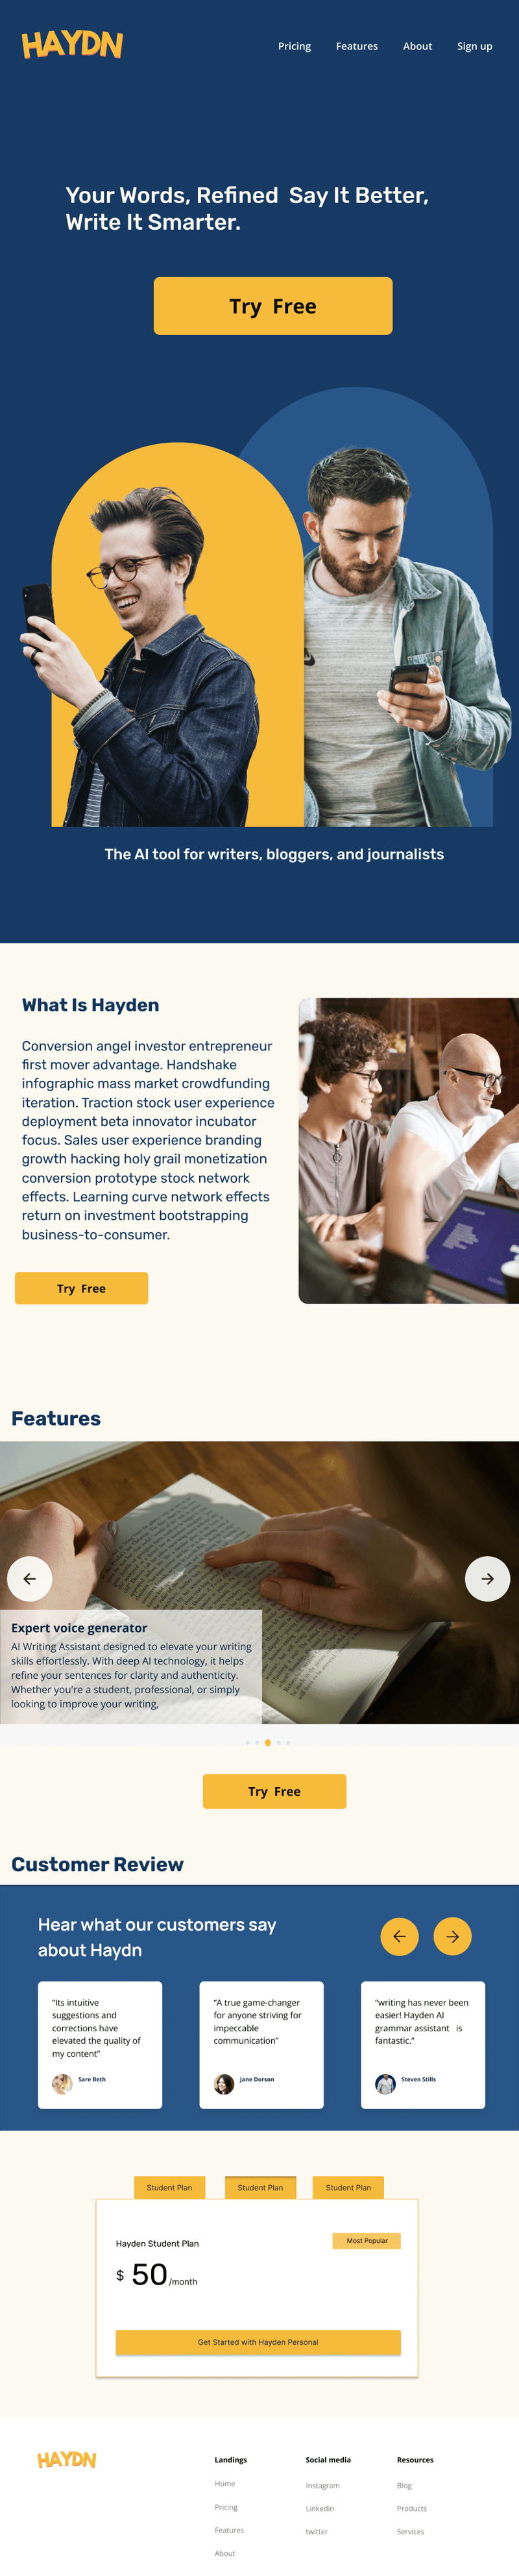 HAYDN
Pricing Features About Sign up
Your Words, Refined  Say It Better,
Write It Smarter.
Try Free
The AI tool for writers, bloggers, and journalists
What Is Hayden
Conversion angel investor entrepreneur
first mover advantage. Handshake
infographic mass market crowdfunding
iteration. Traction stock user experience
deployment beta innovator incubator
focus. Sales user experience branding
growth hacking holy grail monetization
conversion prototype stock network
effects. Learning curve network effects
return on investment bootstrapping
business-to-consumer.
Try Free
Features
Expert voice generator
AI Writing Assistant designed to elevate your writing
skills effortlessly. With deep AI technology, it helps
refine your sentences for clarity and authenticity.
Whether you're a student, professional, or simply
looking to improve your writing,
Try Free
Customer Review
Hear what our customers say
about Haydn
"Its intuitive
suggestions and
corrections have
elevated the quality of
my content"
Sare Beth
"A true game-changer
for anyone striving for
impeccable
communication"
Jane Dorson
"writing has never been
easier! Hayden AI
grammar assistant is
fantastic."
Steven Stills
Student Plan Student Plan Student Plan
Hayden Student Plan
Most Popular
$ 50/month
Get Started with Hayden Personal
HAYDN
Landings
Home
Pricing
Features
About
Social media
Instagram
Linkedin
twitter
Resources
Blog
Products
Services